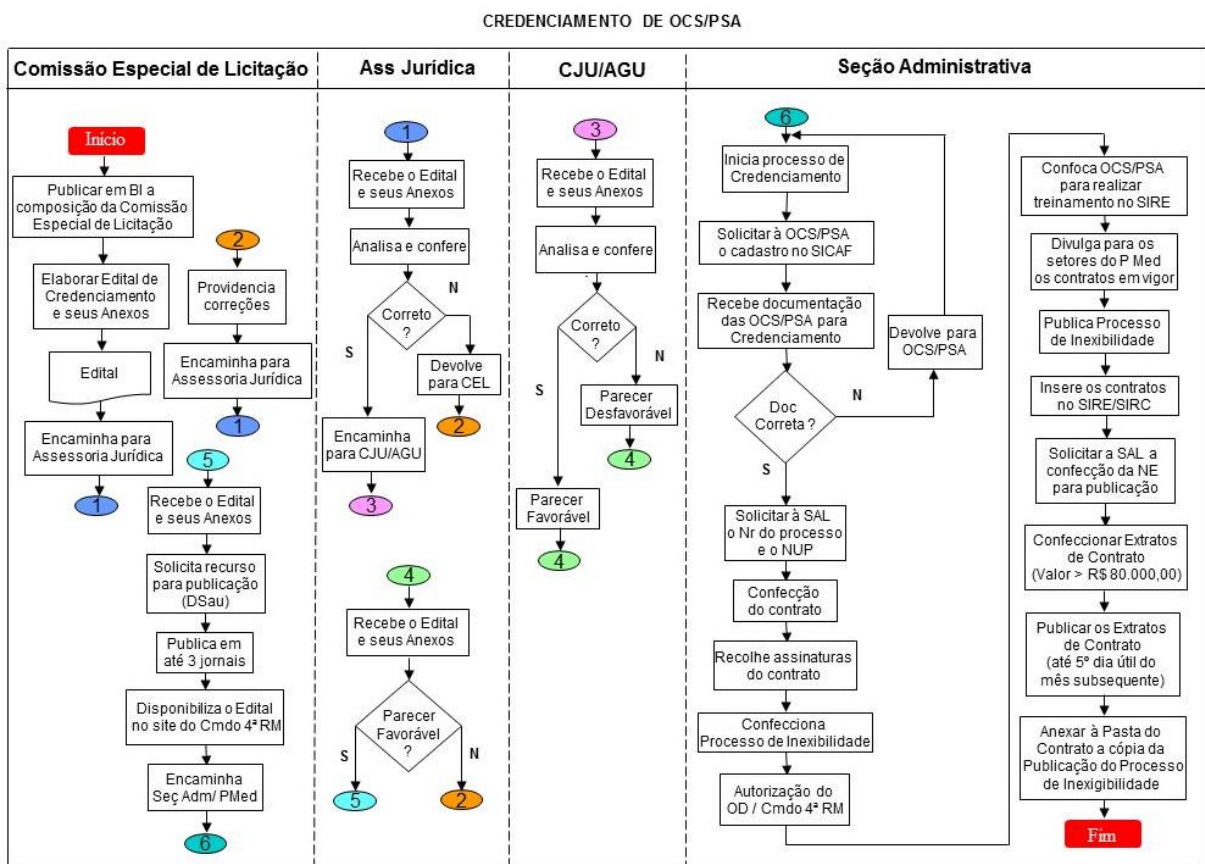 CREDENCIAMENTO DE OCS/PSA
Comissão Especial de Licitação
Ass Jurídica
CJU/AGU
Seção Administrativa
Início
Publicar em BI a
composição da Comissão
Especial de Licitação
Elaborar Edital de
Credenciamento
e seus Anexos
Edital
Encaminha para
Assessoria Jurídica
1
2
Providencia
correções
Encaminha para
Assessoria Jurídica
1
5
Recebe o Edital
e seus Anexos
Solicita recurso
para publicação
(DSau)
Publica em
até 3 jornais
Disponibiliza o Edital
no site do Cmdo 4ª RM
Encaminha
Seç Adm/ PMed
6
1
Recebe o Edital
e seus Anexos
Analisa e confere
Correto
?
N
S
Devolve
para CEL
2
Encaminha
para CJU/AGU
3
4
Recebe o Edital
e seus Anexos
Parecer
Favorável
?
S
N
5
2
3
Recebe o Edital
e seus Anexos
Analisa e confere
Correto
?
N
S
Parecer
Desfavorável
4
Parecer
Favorável
4
6
Inicia processo de
Credenciamento
Solicitar à OCS/PSA
o cadastro no SICAF
Recebe documentação
das OCS/PSA para
Credenciamento
Devolve para
OCS/PSA
Doc
Correta ?
N
S
Solicitar à SAL
o Nr do processo
e o NUP
Confecção
do contrato
Recolhe assinaturas
do contrato
Confecciona
Processo de Inexibilidade
Autorização do
OD / Cmdo 4ª RM
Confoca OCS/PSA
para realizar
treinamento no SIRE
Divulga para os
setores do P Med
os contratos em vigor
Publica Processo
de Inexibilidade
Insere os contratos
no SIRE/SIRC
Solicitar a SAL a
confecção da NE
para publicação
Confeccionar Extratos
de Contrato
(Valor > R$ 80.000,00)
Publicar os Extratos
de Contrato
(até 5º dia útil do
mês subsequente)
Anexar à Pasta do
Contrato a cópia da
Publicação do Processo
de Inexigibilidade
Fim